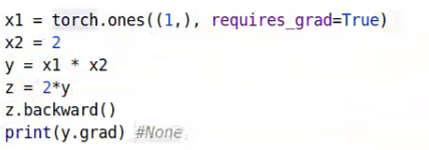 x1 = torch.ones((1,), requires_grad=True)
x2 = 2
y = x1 * x2
z = 2*y
z.backward()
print(y.grad) #None